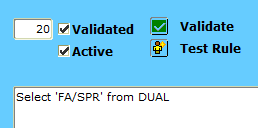 20 Validated Validate
Active Test Rule
Select 'FA/SPR' from DUAL